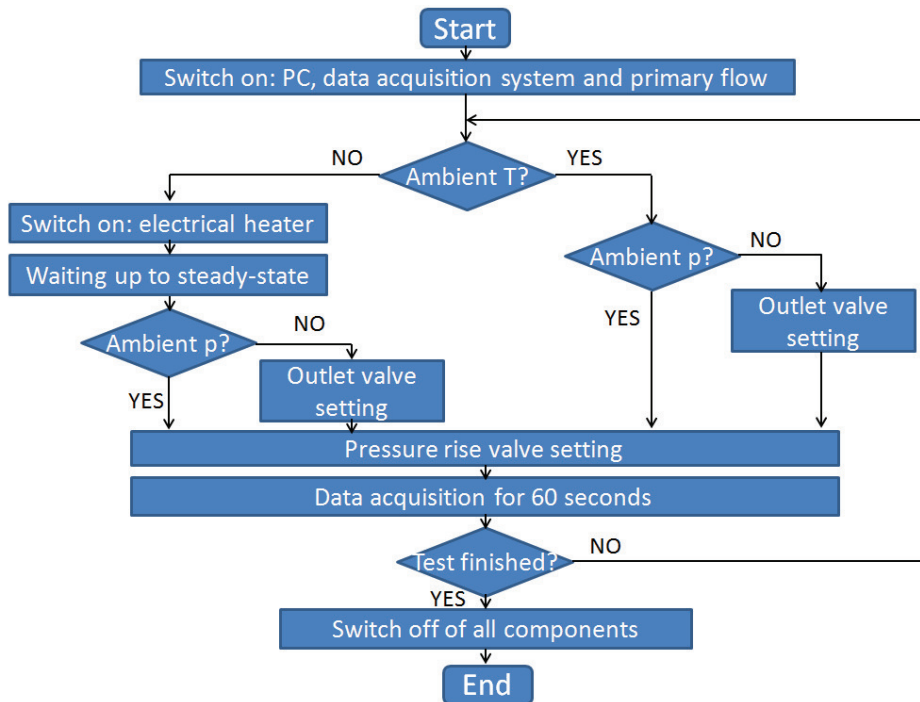 Start
Switch on: PC, data acquisition system and primary flow
NO
YES
Ambient T?
Switch on: electrical heater
Waiting up to steady-state
Ambient p?
NO
YES
Outlet valve
setting
Ambient p?
NO
YES
Outlet valve
setting
Pressure rise valve setting
Data acquisition for 60 seconds
Test finished?
NO
YES
Switch off of all components
End